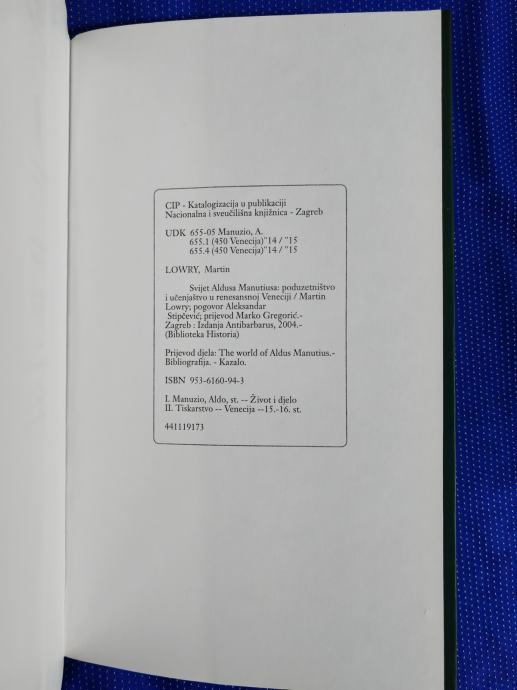 CIP - Katalogizacija u publikaciji
Nacionalna i sveučilišna knjižnica - Zagreb
UDK 655-05 Manuzio, A.
655.1 (450 Venecija)"14 / "15
655.4 (450 Venecija)"14 / "15
LOWRY, Martin
Svijet Aldusa Manutiusa: poduzetništvo
i učenjaštvo u renesansnoj Veneciji / Martin
Lowry; pogovor Aleksandar
Stipčević; prijevod Marko Gregorić.-
Zagreb : Izdanja Antibarbarus, 2004.-
(Biblioteka Historia)
Prijevod djela: The world of Aldus Manutius.-
Bibliografija. - Kazalo.
ISBN 953-6160-94-3
I. Manuzio, Aldo, st. -- Život i djelo
II. Tiskarstvo -- Venecija --15.-16. st.
441119173